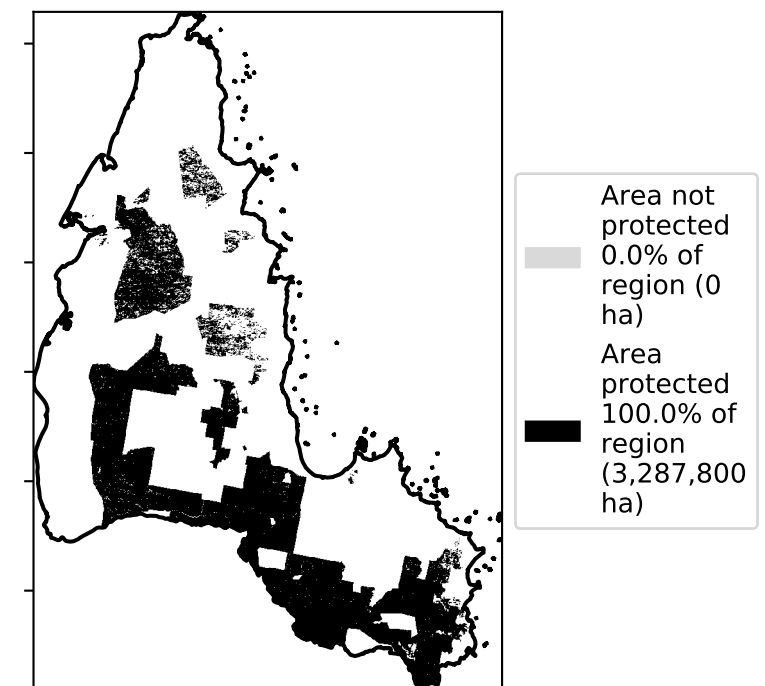 Area not
protected
0.0% of
region (0
ha)
Area
protected
100.0% of
region
(3,287,800
ha)